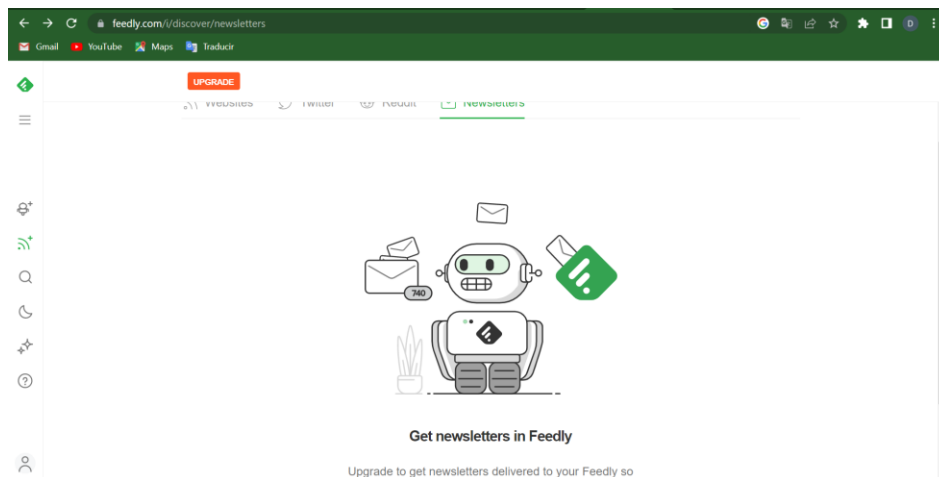 feedly.com/i/discover/newsletters
D
Gmail YouTube Maps Traducir
UPGRADE
Websites Twitter Reddit Newsletters
740
Get newsletters in Feedly
Upgrade to get newsletters delivered to your Feedly so